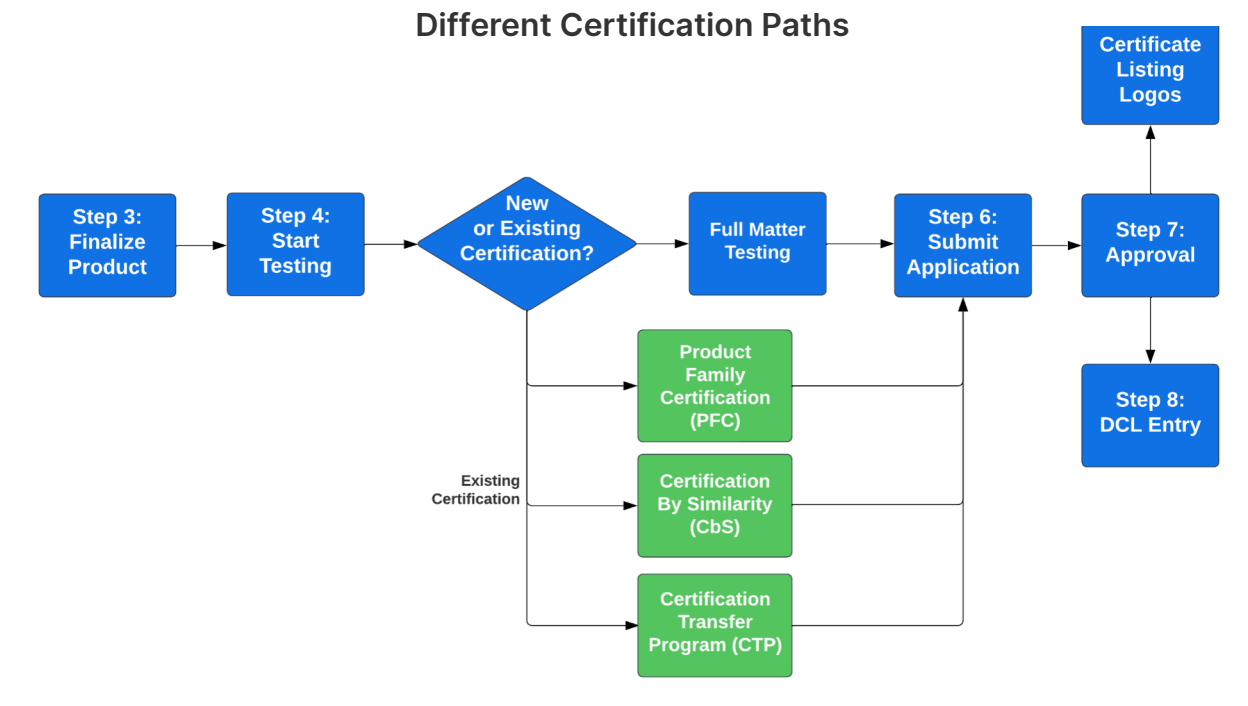 Different Certification Paths
Certificate
Listing
Logos
Step 3:
Finalize
Product
Step 4:
Start
Testing
New
or Existing
Certification?
Full Matter
Testing
Step 6:
Submit
Application
Step 7:
Approval
Product
Family
Certification
(PFC)
Step 8:
DCL Entry
Existing
Certification
Certification
By Similarity
(CbS)
Certification
Transfer
Program (CTP)